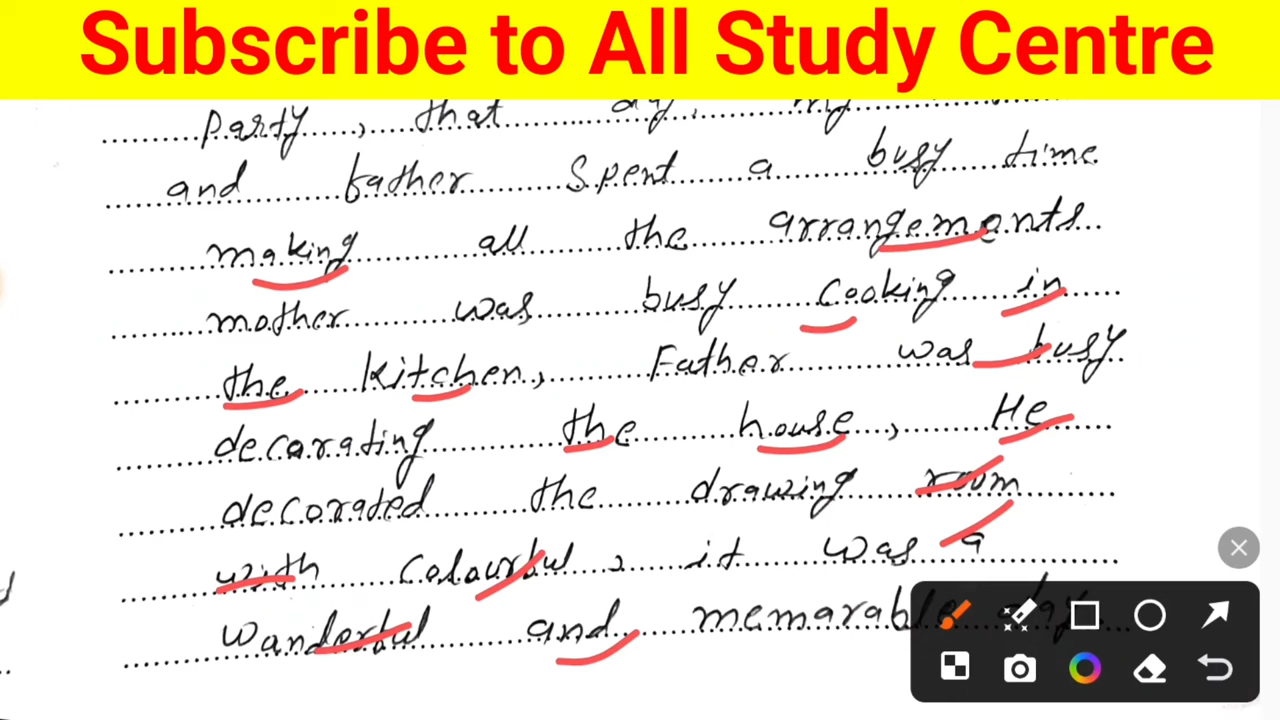 Subscribe to All Study Centre
Party, that day, my
and father spent a busy time
making all the arrangements
mother was busy cooking in
the kitchen, Father was busy
decorating the house, He
decorated the drawing room
with colourful, it was a
wanderful and memarable day